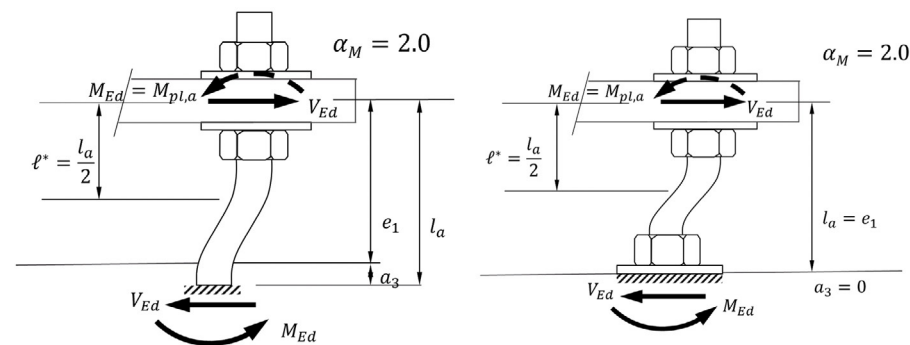 α_M = 2.0
M_Ed = M_pl,a
V_Ed
ℓ* = l_a/2
e_1
l_a
a_3
V_Ed
M_Ed
α_M = 2.0
M_Ed = M_pl,a
V_Ed
ℓ* = l_a/2
l_a = e_1
a_3 = 0
V_Ed
M_Ed